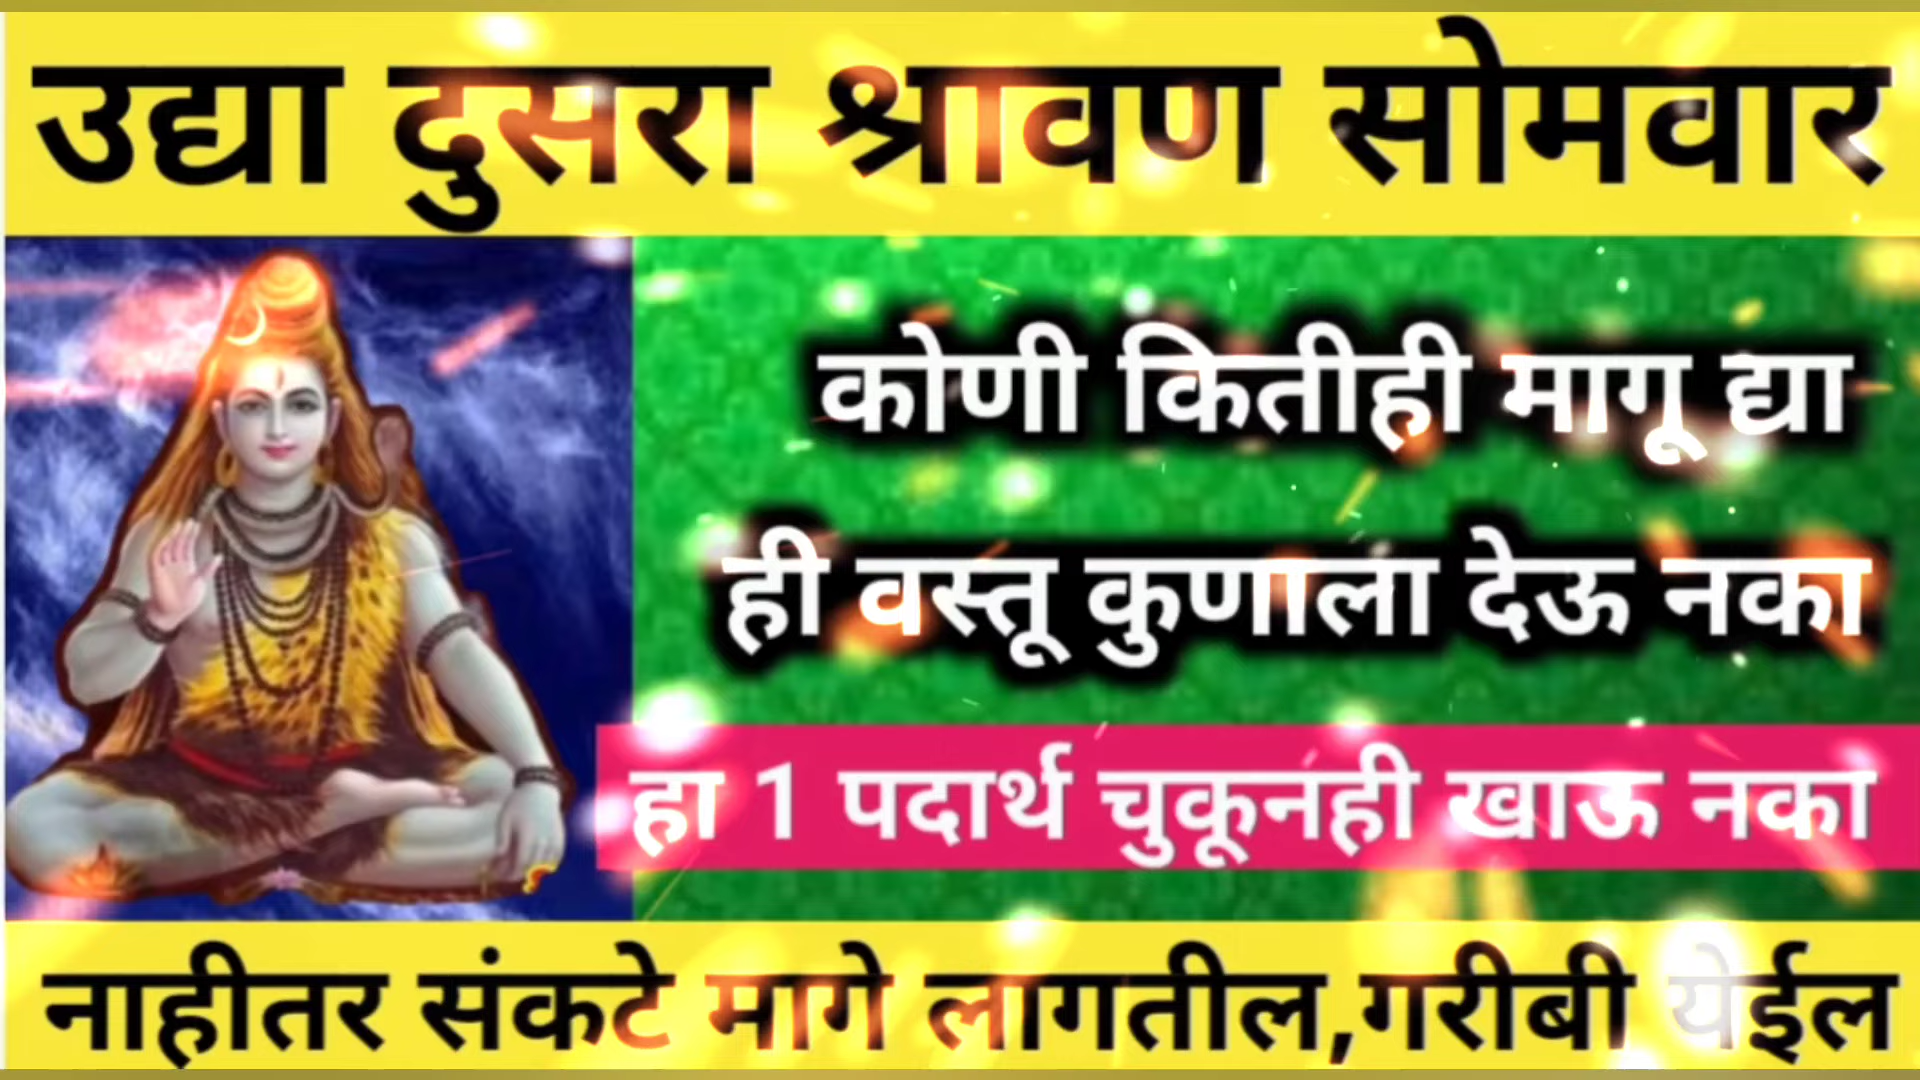 उद्या दुसरा श्रावण सोमवार
कोणी कितीही मागू द्या
ही वस्तू कुणाला देऊ नका
हा 1 पदार्थ चुकूनही खाऊ नका
नाहीतर संकटे मागे लागतील,गरीबी येईल